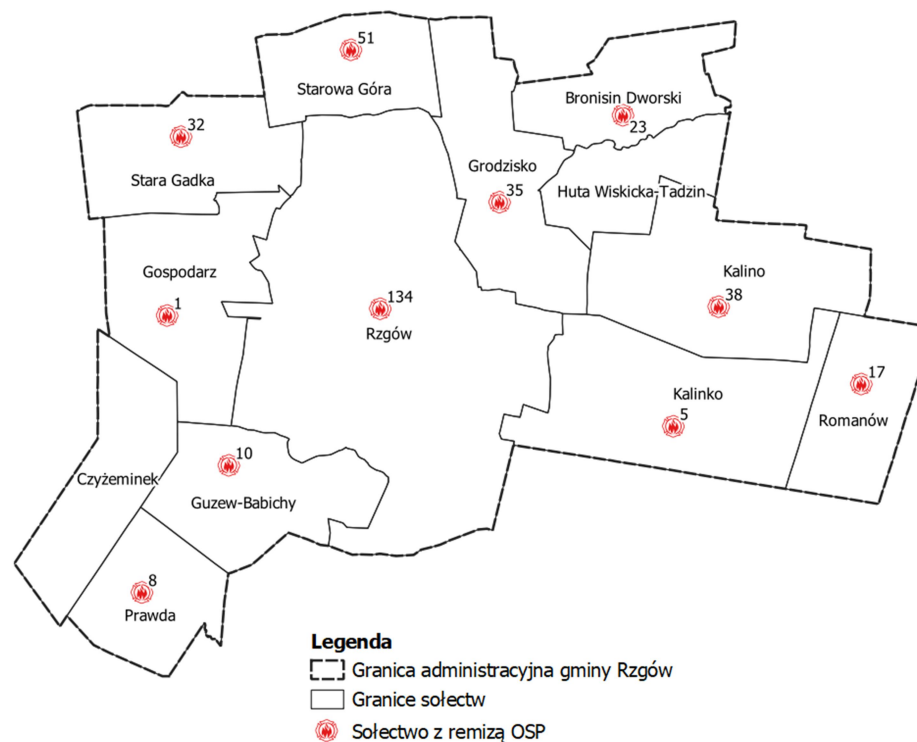 51
Starowa Góra
Bronisin Dworski
23
32
Stara Gadka
Grodzisko
35
Huta Wiskicka-Tadzin
Gospodarz
1
134
Rzgów
Kalino
38
Kalinko
5
17
Romanów
Czyżeminek
10
Guzew-Babichy
8
Prawda
Legenda
Granica administracyjna gminy Rzgów
Granice sołectw
Sołectwo z remizą OSP